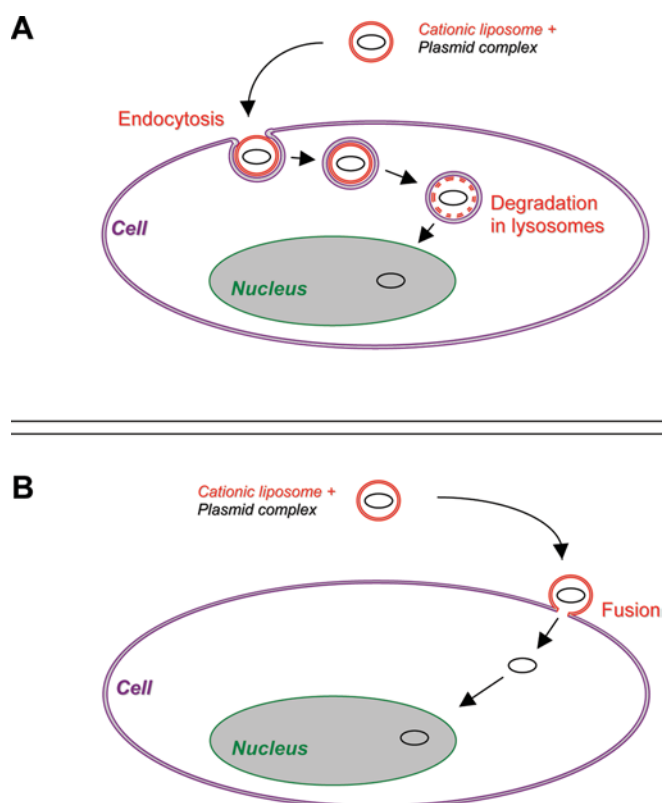 A
Cationic liposome +
Plasmid complex
Endocytosis
Cell
Degradation
in lysosomes
Nucleus
B
Cationic liposome +
Plasmid complex
Fusion
Cell
Nucleus